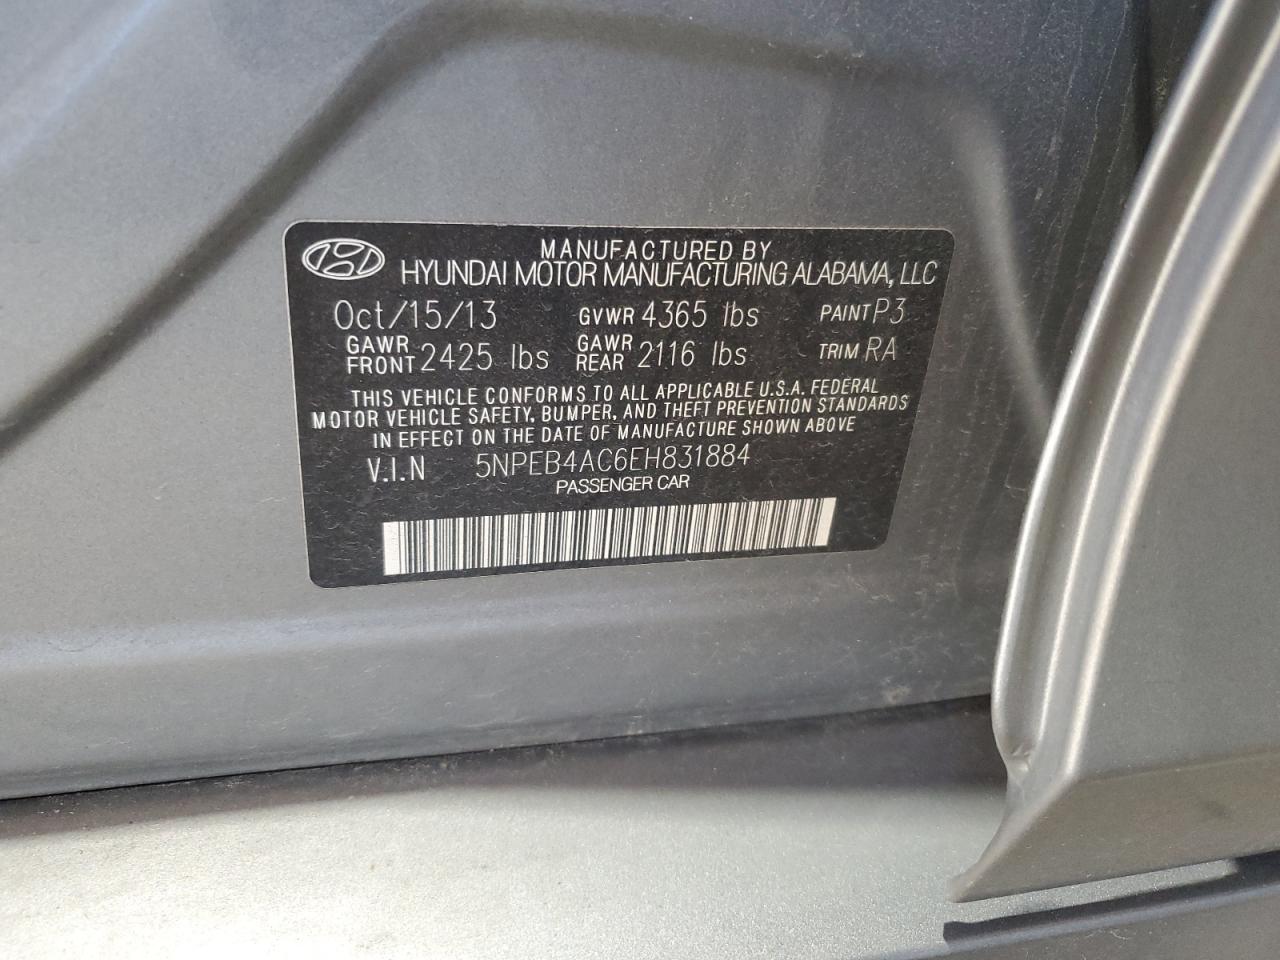 MANUFACTURED BY
HYUNDAI MOTOR MANUFACTURING ALABAMA, LLC
Oct/15/13 GVWR 4365 lbs PAINT P3
GAWR FRONT 2425 lbs GAWR REAR 2116 lbs TRIM RA
THIS VEHICLE CONFORMS TO ALL APPLICABLE U.S.A. FEDERAL
MOTOR VEHICLE SAFETY, BUMPER, AND THEFT PREVENTION STANDARDS
IN EFFECT ON THE DATE OF MANUFACTURE SHOWN ABOVE
V.I.N 5NPEB4AC6EH831884
PASSENGER CAR